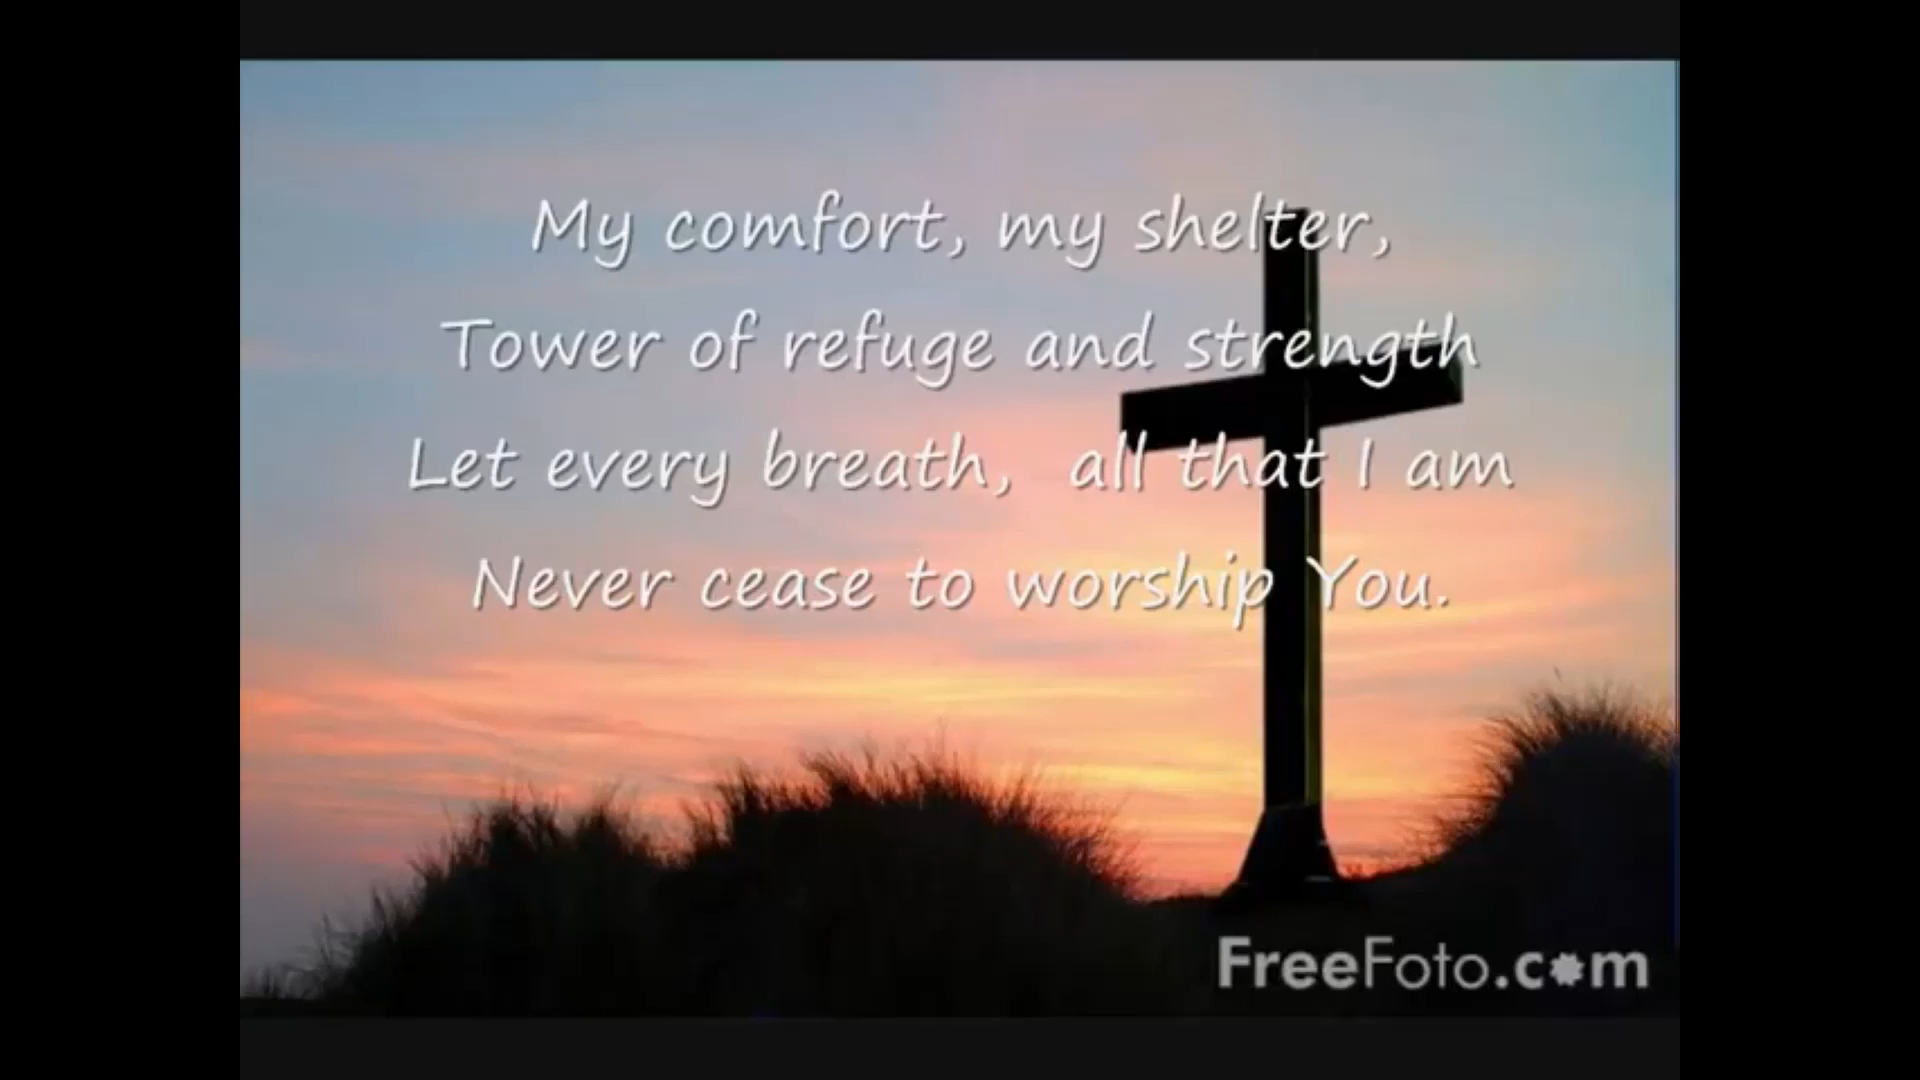 My comfort, my shelter,
Tower of refuge and strength
Let every breath,  all that I am
Never cease to worship You.
FreeFoto.com